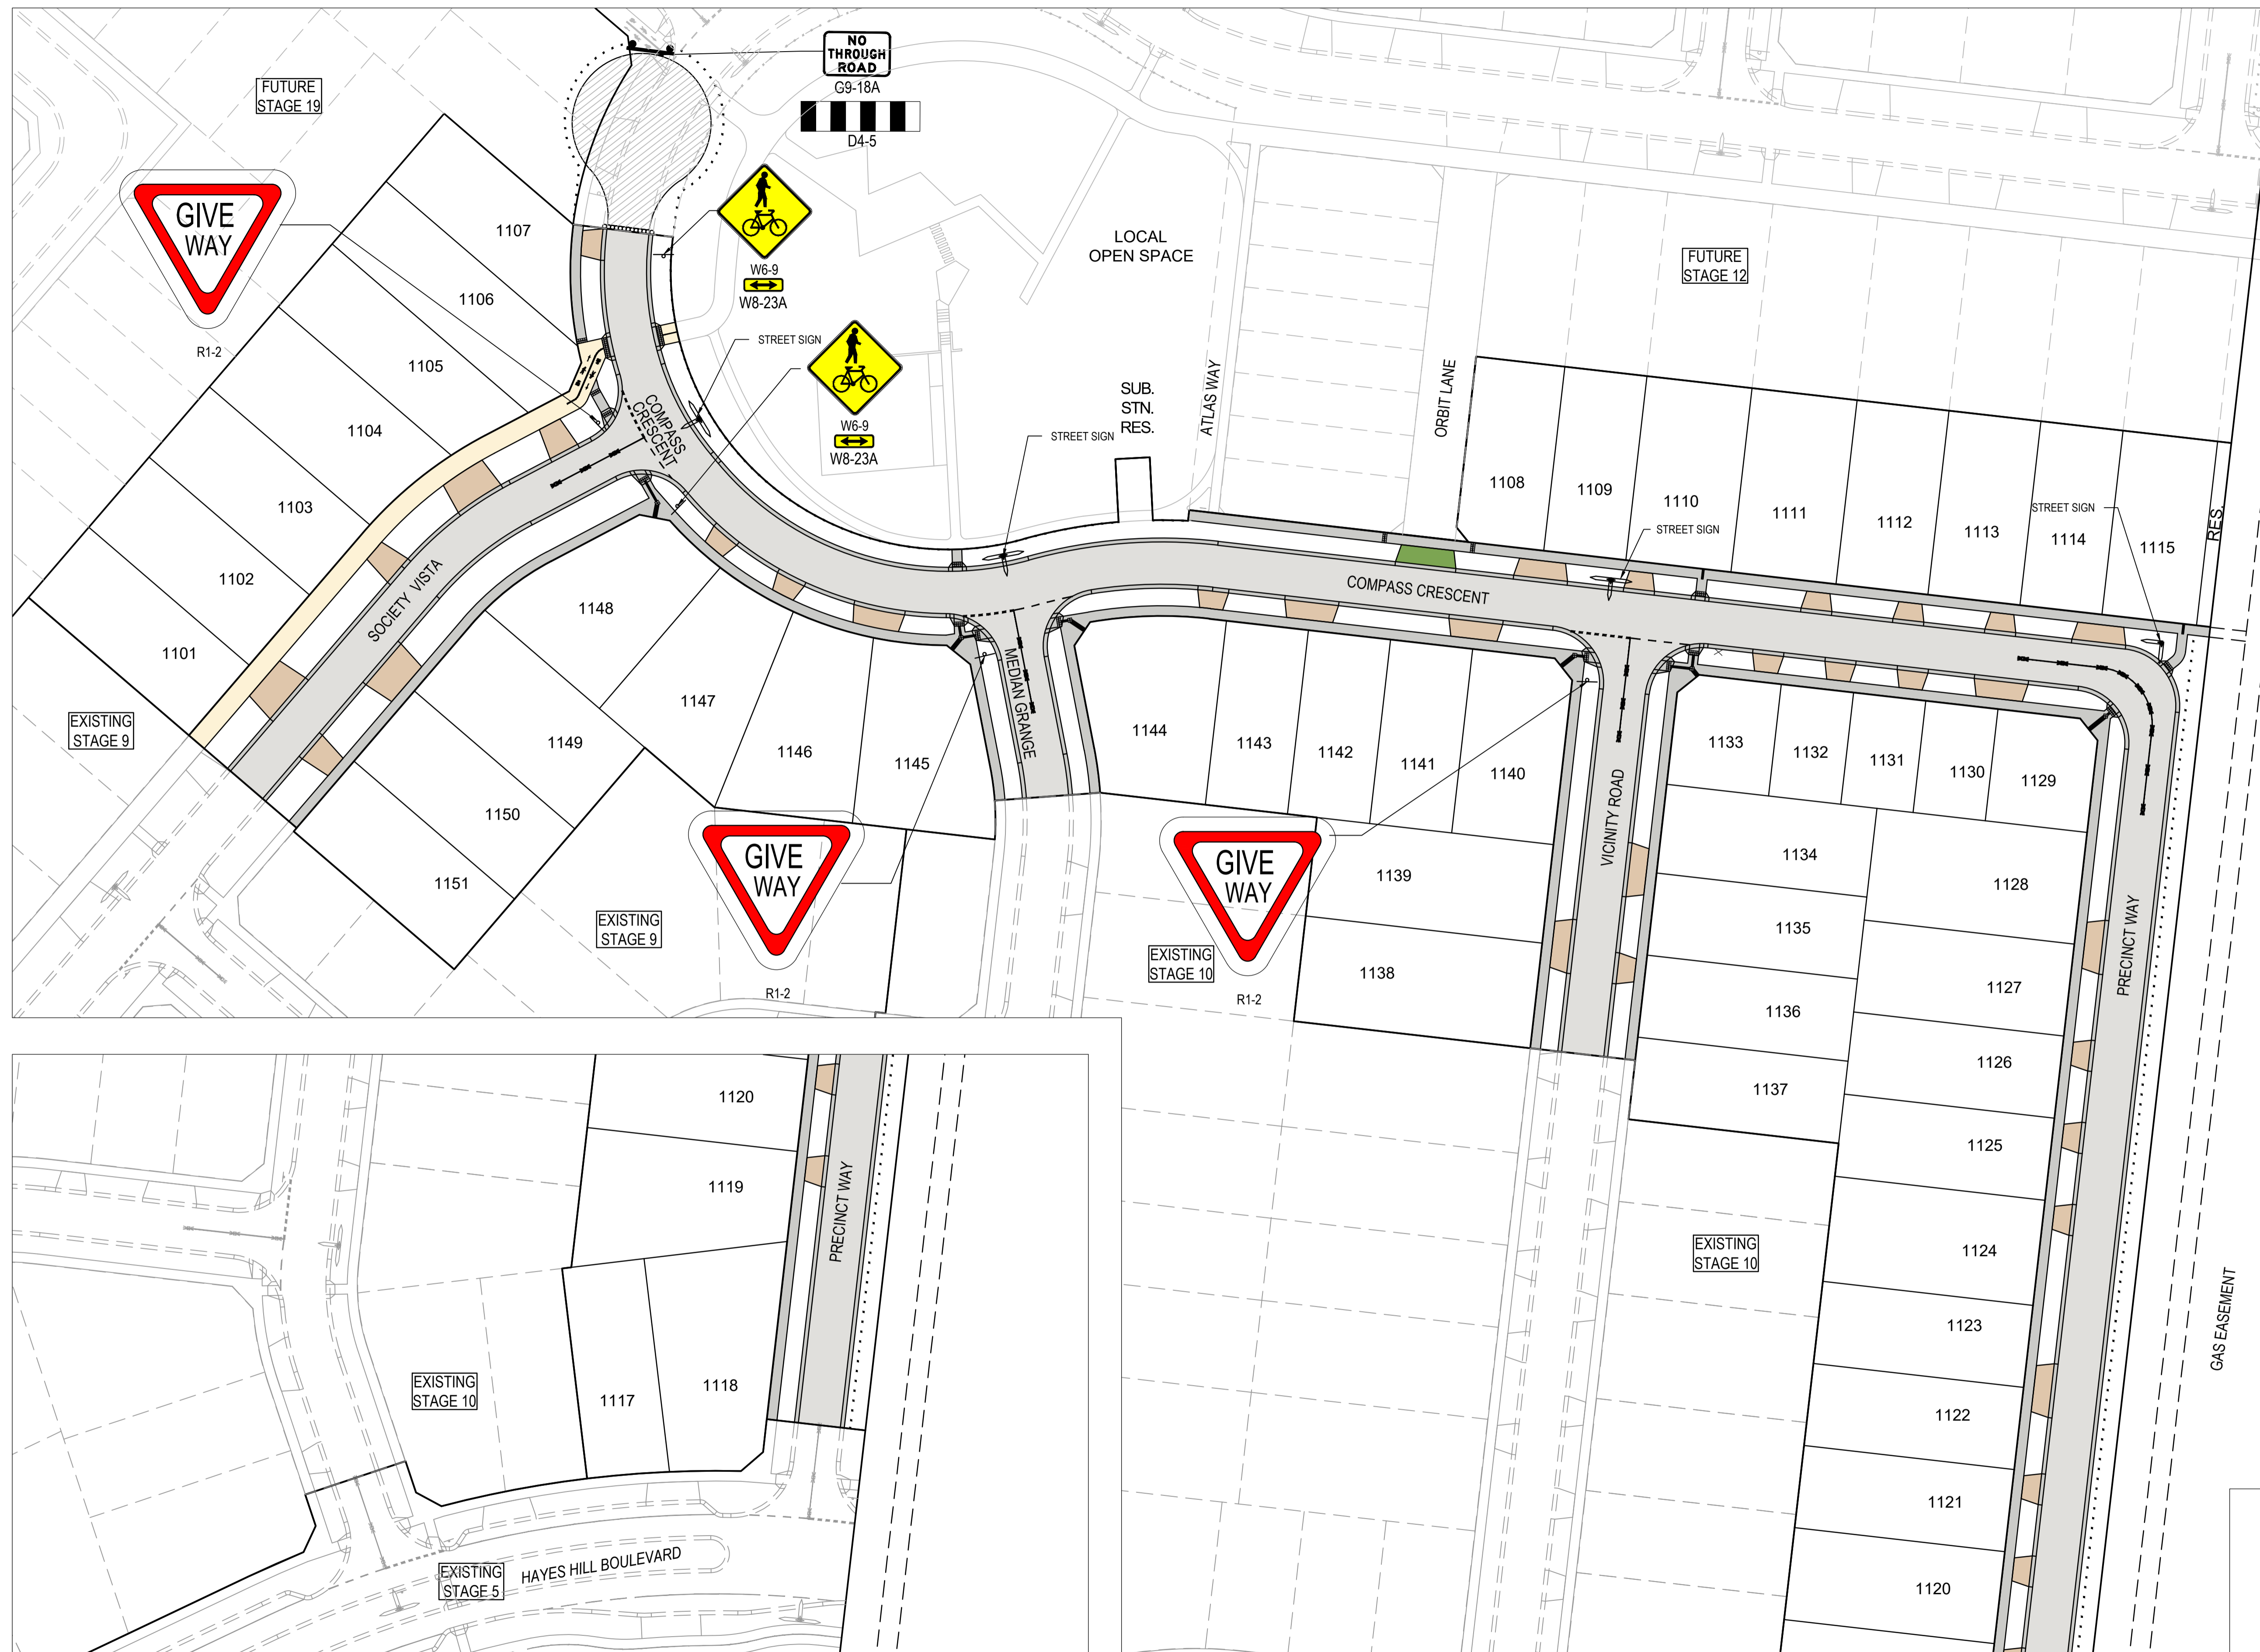 NO
THROUGH
ROAD
G9-18A
D4-5
FUTURE
STAGE 19
GIVE
WAY
R1-2
W6-9
W8-23A
STREET SIGN
W6-9
W8-23A
LOCAL
OPEN SPACE
FUTURE
STAGE 12
SUB.
STN.
RES.
STREET SIGN
ATLAS WAY
ORBIT LANE
STREET SIGN
STREET SIGN
RES.
1107
1106
1105
1104
1103
1102
1101
COMPASS
CRESCENT
SOCIETY VISTA
COMPASS CRESCENT
1108
1109
1110
1111
1112
1113
1114
1115
EXISTING
STAGE 9
1148
1147
1146
1145
1149
1150
1151
MEDIAN GRANGE
1144
1143
1142
1141
1140
VICINITY ROAD
1133
1132
1131
1130
1129
EXISTING
STAGE 9
GIVE
WAY
R1-2
GIVE
WAY
R1-2
EXISTING
STAGE 10
1139
1138
1134
1135
1136
1137
1128
1127
1126
1125
1124
1123
1122
1121
1120
PRECINCT WAY
GAS EASEMENT
EXISTING
STAGE 10
1120
1119
1118
1117
PRECINCT WAY
EXISTING
STAGE 10
EXISTING
STAGE 5
HAYES HILL BOULEVARD